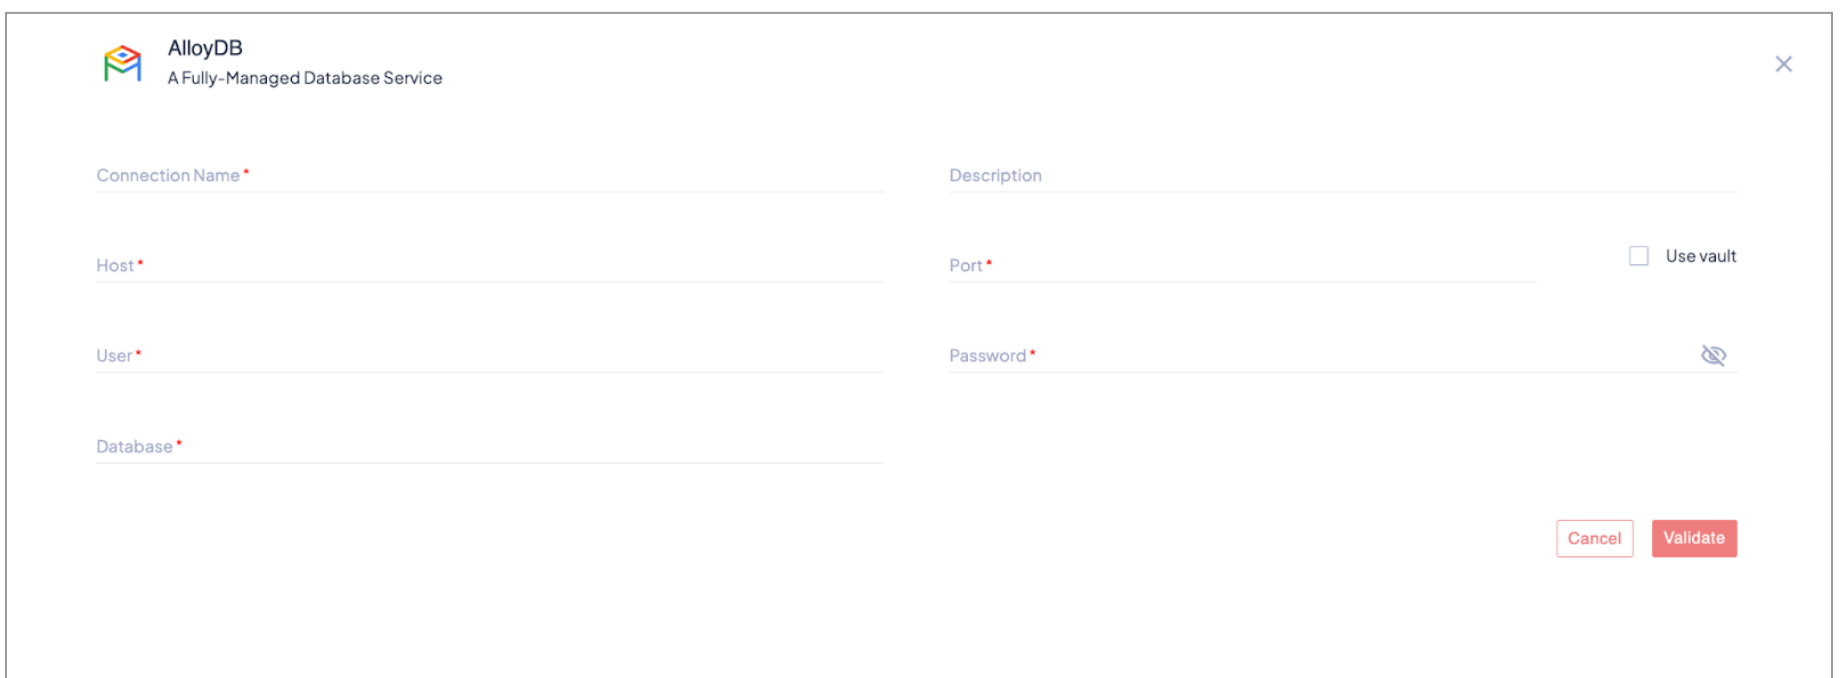 AlloyDB
A Fully-Managed Database Service
Connection Name *
Description
Host *
Port *
Use vault
User *
Password *
Database *
Cancel
Validate